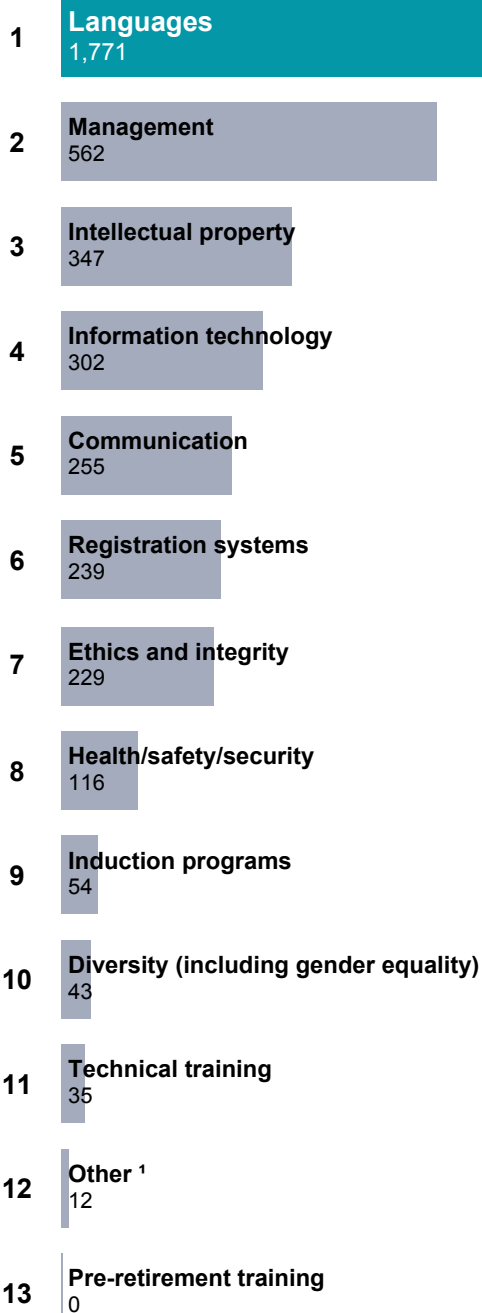 1
Languages
1,771
2
Management
562
3
Intellectual property
347
4
Information technology
302
5
Communication
255
6
Registration systems
239
7
Ethics and integrity
229
8
Health/safety/security
116
9
Induction programs
54
10
Diversity (including gender equality)
43
11
Technical training
35
12
Other ¹
12
13
Pre-retirement training
0